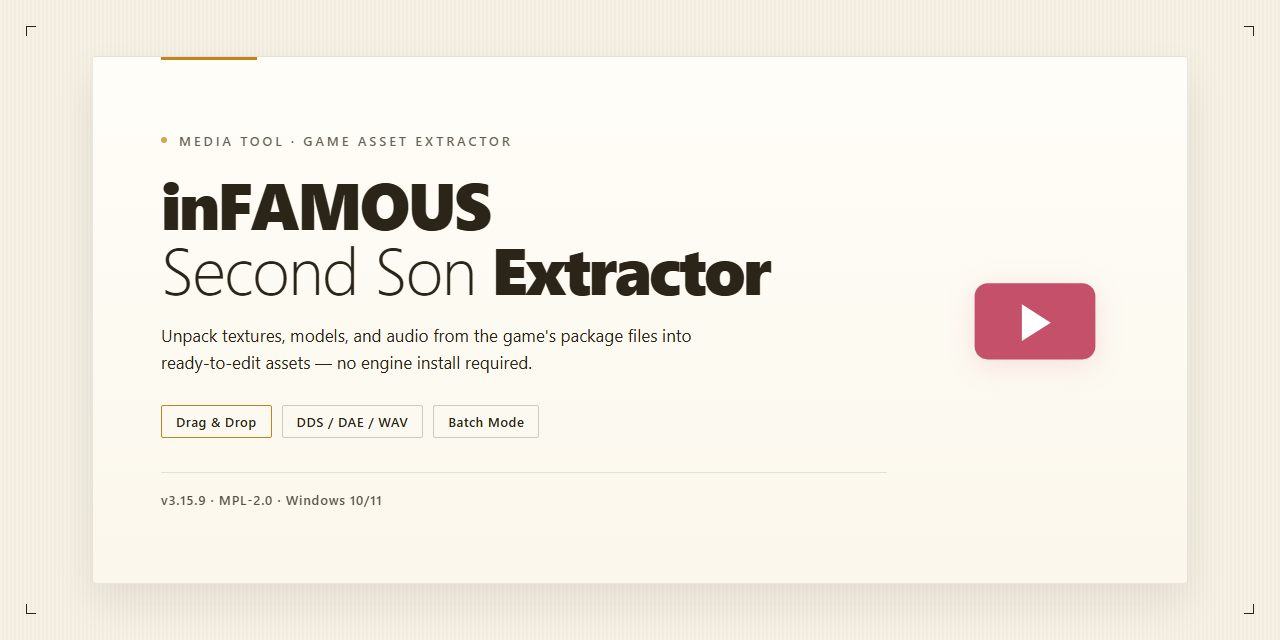 MEDIA TOOL · GAME ASSET EXTRACTOR
inFAMOUS
Second Son Extractor
Unpack textures, models, and audio from the game's package files into
ready-to-edit assets — no engine install required.
Drag & Drop
DDS / DAE / WAV
Batch Mode
v3.15.9 · MPL-2.0 · Windows 10/11